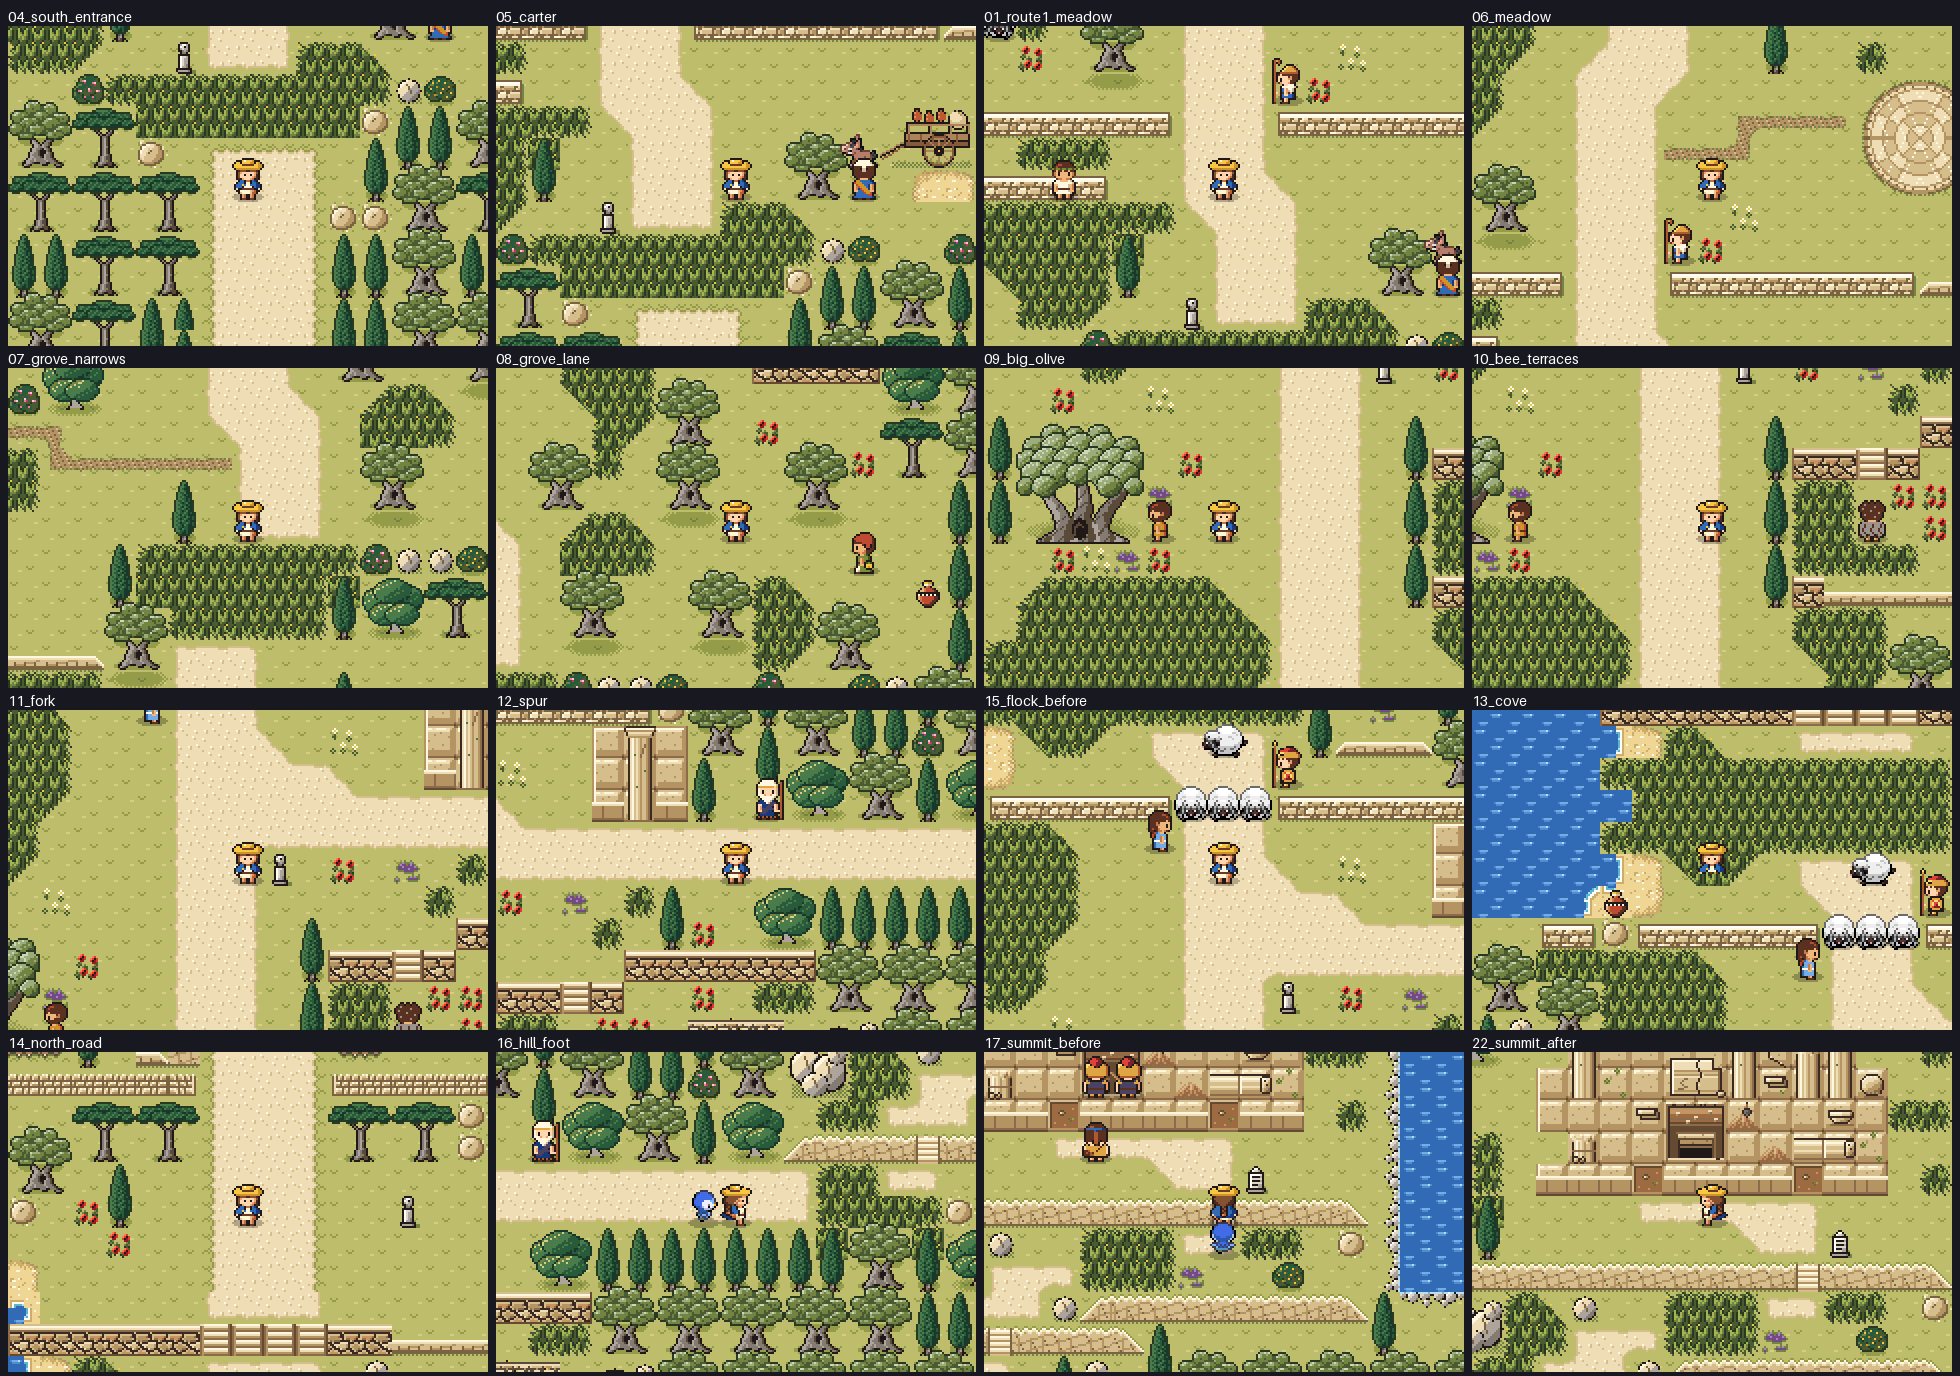 04_south_entrance
05_carter
01_route1_meadow
06_meadow
07_grove_narrows
08_grove_lane
09_big_olive
10_bee_terraces
11_fork
12_spur
15_flock_before
13_cove
14_north_road
16_hill_foot
17_summit_before
22_summit_after